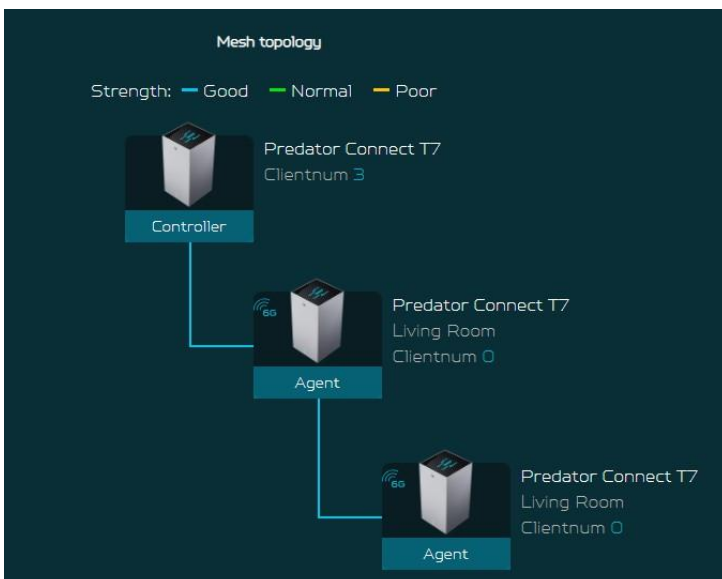 Mesh topology
Strength: Good Normal Poor
Predator Connect T7
Clientnum 3
Controller
6G
Predator Connect T7
Living Room
Clientnum 0
Agent
6G
Predator Connect T7
Living Room
Clientnum 0
Agent